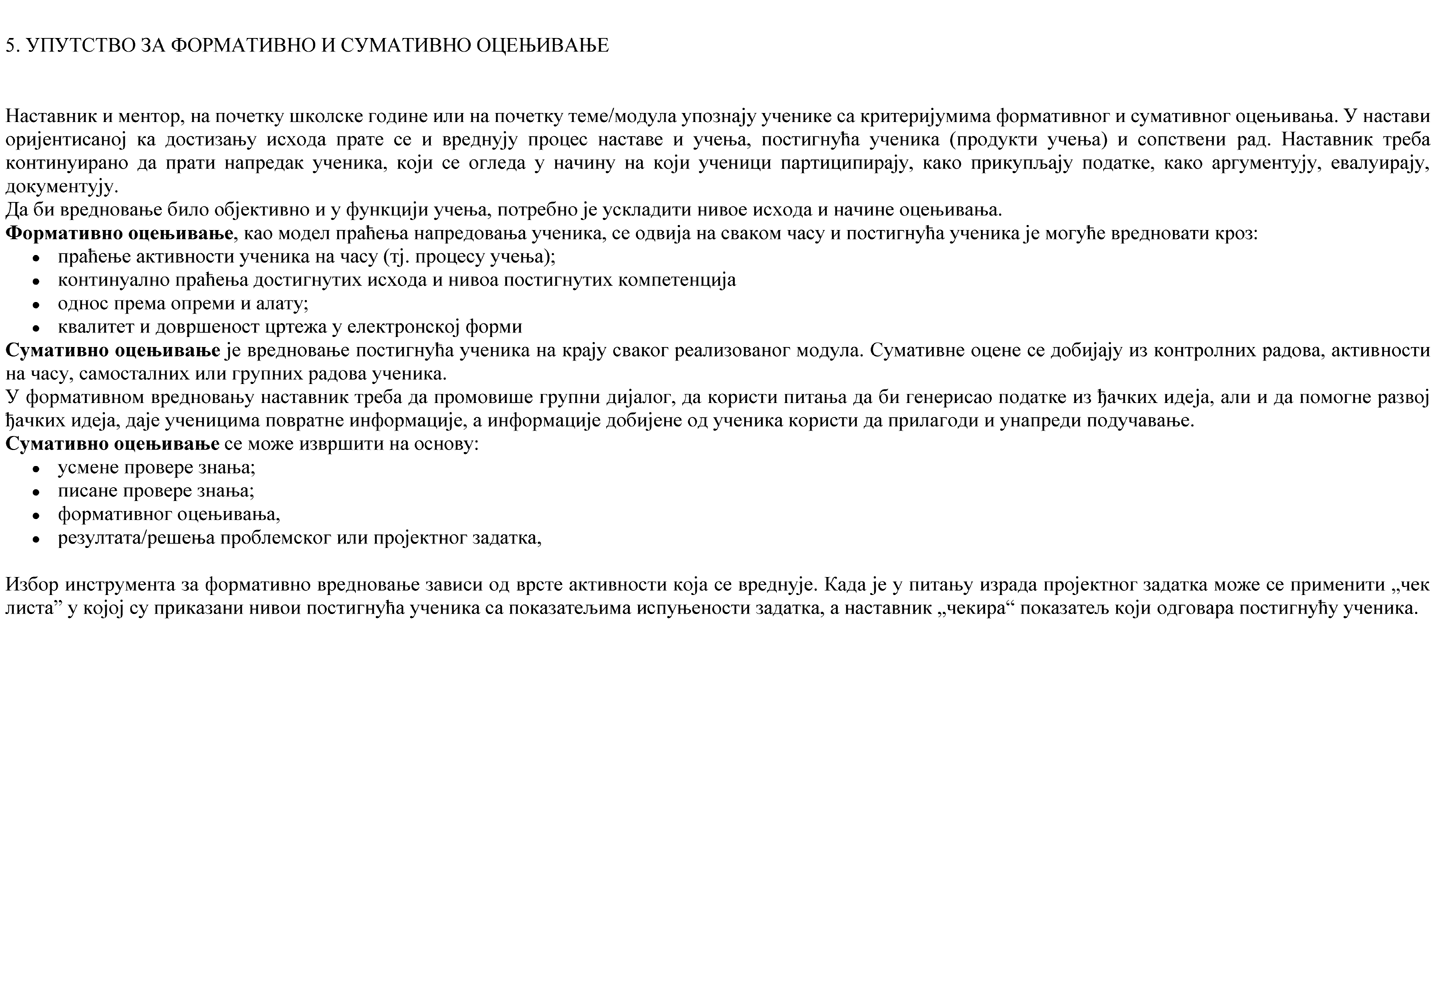 5. УПУТСТВО ЗА ФОРМАТИВНО И СУМАТИВНО ОЦЕЊИВАЊЕ
Наставник и ментор, на почетку школске године или на почетку теме/модула упознају ученике са критеријумима формативног и сумативног оцењивања. У настави
оријентисаној ка достизању исхода прате се и вреднују процес наставе и учења, постигнућа ученика (продукти учења) и сопствени рад. Наставник треба
континуирано да прати напредак ученика, који се огледа у начину на који ученици партиципирају, како прикупљају податке, како аргументују, евалуирају,
документују.
Да би вредновање било објективно и у функцији учења, потребно је ускладити нивое исхода и начине оцењивања.
Формативно оцењивање, као модел праћења напредовања ученика, се одвија на сваком часу и постигнућа ученика је могуће вредновати кроз:
• праћење активности ученика на часу (тј. процесу учења);
• континуално праћења достигнутих исхода и нивоа постигнутих компетенција
• однос према опреми и алату;
• квалитет и довршеност цртежа у електронској форми
Сумативно оцењивање је вредновање постигнућа ученика на крају сваког реализованог модула. Сумативне оцене се добијају из контролних радова, активности
на часу, самосталних или групних радова ученика.
У формативном вредновању наставник треба да промовише групни дијалог, да користи питања да би генерисао податке из ђачких идеја, али и да помогне развој
ђачких идеја, даје ученицима повратне информације, а информације добијене од ученика користи да прилагоди и унапреди подучавање.
Сумативно оцењивање се може извршити на основу:
• усмене провере знања;
• писане провере знања;
• формативног оцењивања,
• резултата/решења проблемског или пројектног задатка,
Избор инструмента за формативно вредновање зависи од врсте активности која се вреднује. Када је у питању израда пројектног задатка може се применити „чек
листа” у којој су приказани нивои постигнућа ученика са показатељима испуњености задатка, а наставник „чекира“ показатељ који одговара постигнућу ученика.